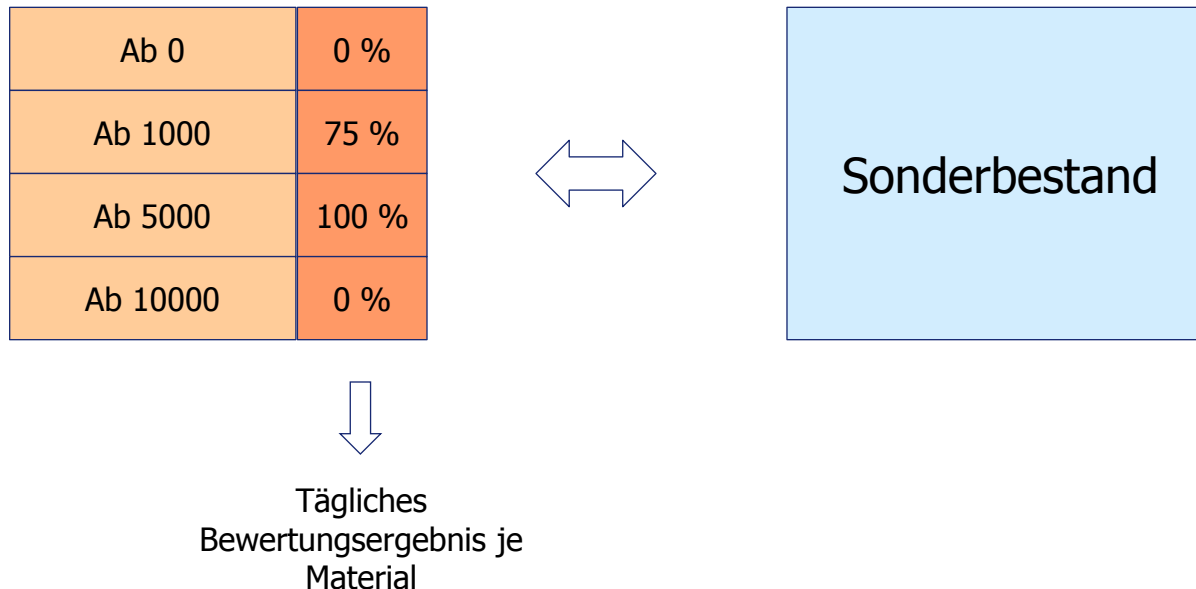 Ab 0 0 %
Ab 1000 75 %
Ab 5000 100 %
Ab 10000 0 %
Sonderbestand
Tägliches
Bewertungsergebnis je
Material